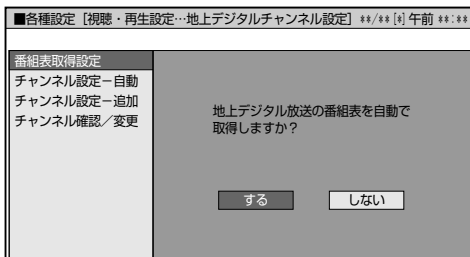 ■各種設定［視聴・再生設定…地上デジタルチャンネル設定］**/**[*]午前 **:**
番組表取得設定
チャンネル設定－自動
チャンネル設定－追加
チャンネル確認／変更
地上デジタル放送の番組表を自動で
取得しますか？
する
しない